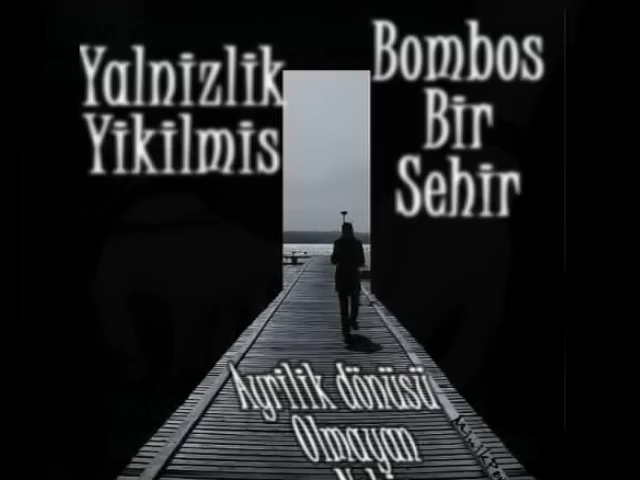 Yalnizlik
Yikilmis
Bombos
Bir
Sehir
Ayrilik dönüsü
Olmayan